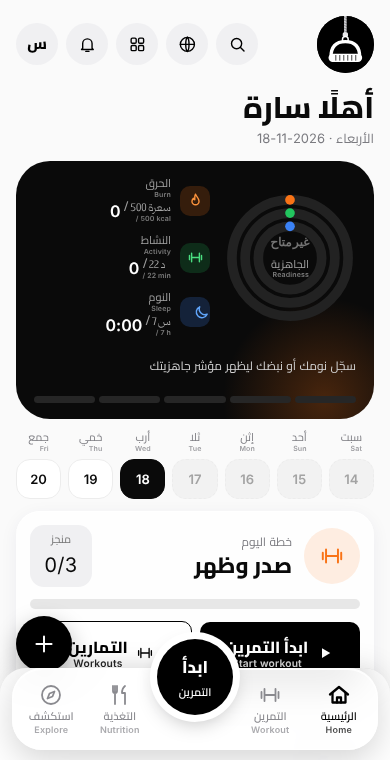 س
أهلًا سارة
الأربعاء · 2026-11-18
الحرق
Burn
0 / 500 سعرة
/ 500 kcal
النشاط
Activity
0 / 22 د
/ 22 min
النوم
Sleep
0:00 / 7 س
/ 7 h
غير متاح
الجاهزية
Readiness
سجّل نومك أو نبضك ليظهر مؤشر جاهزيتك
سبت أحد إثن ثلا أرب خمي جمع
Sat Sun Mon Tue Wed Thu Fri
14 15 16 17 18 19 20
خطة اليوم
صدر وظهر
منجز
0/3
ابدأ التمرين
Start workout
التمارين
Workouts
الرئيسية
Home
التمرين
Workout
ابدأ
التمرين
التغذية
Nutrition
استكشف
Explore